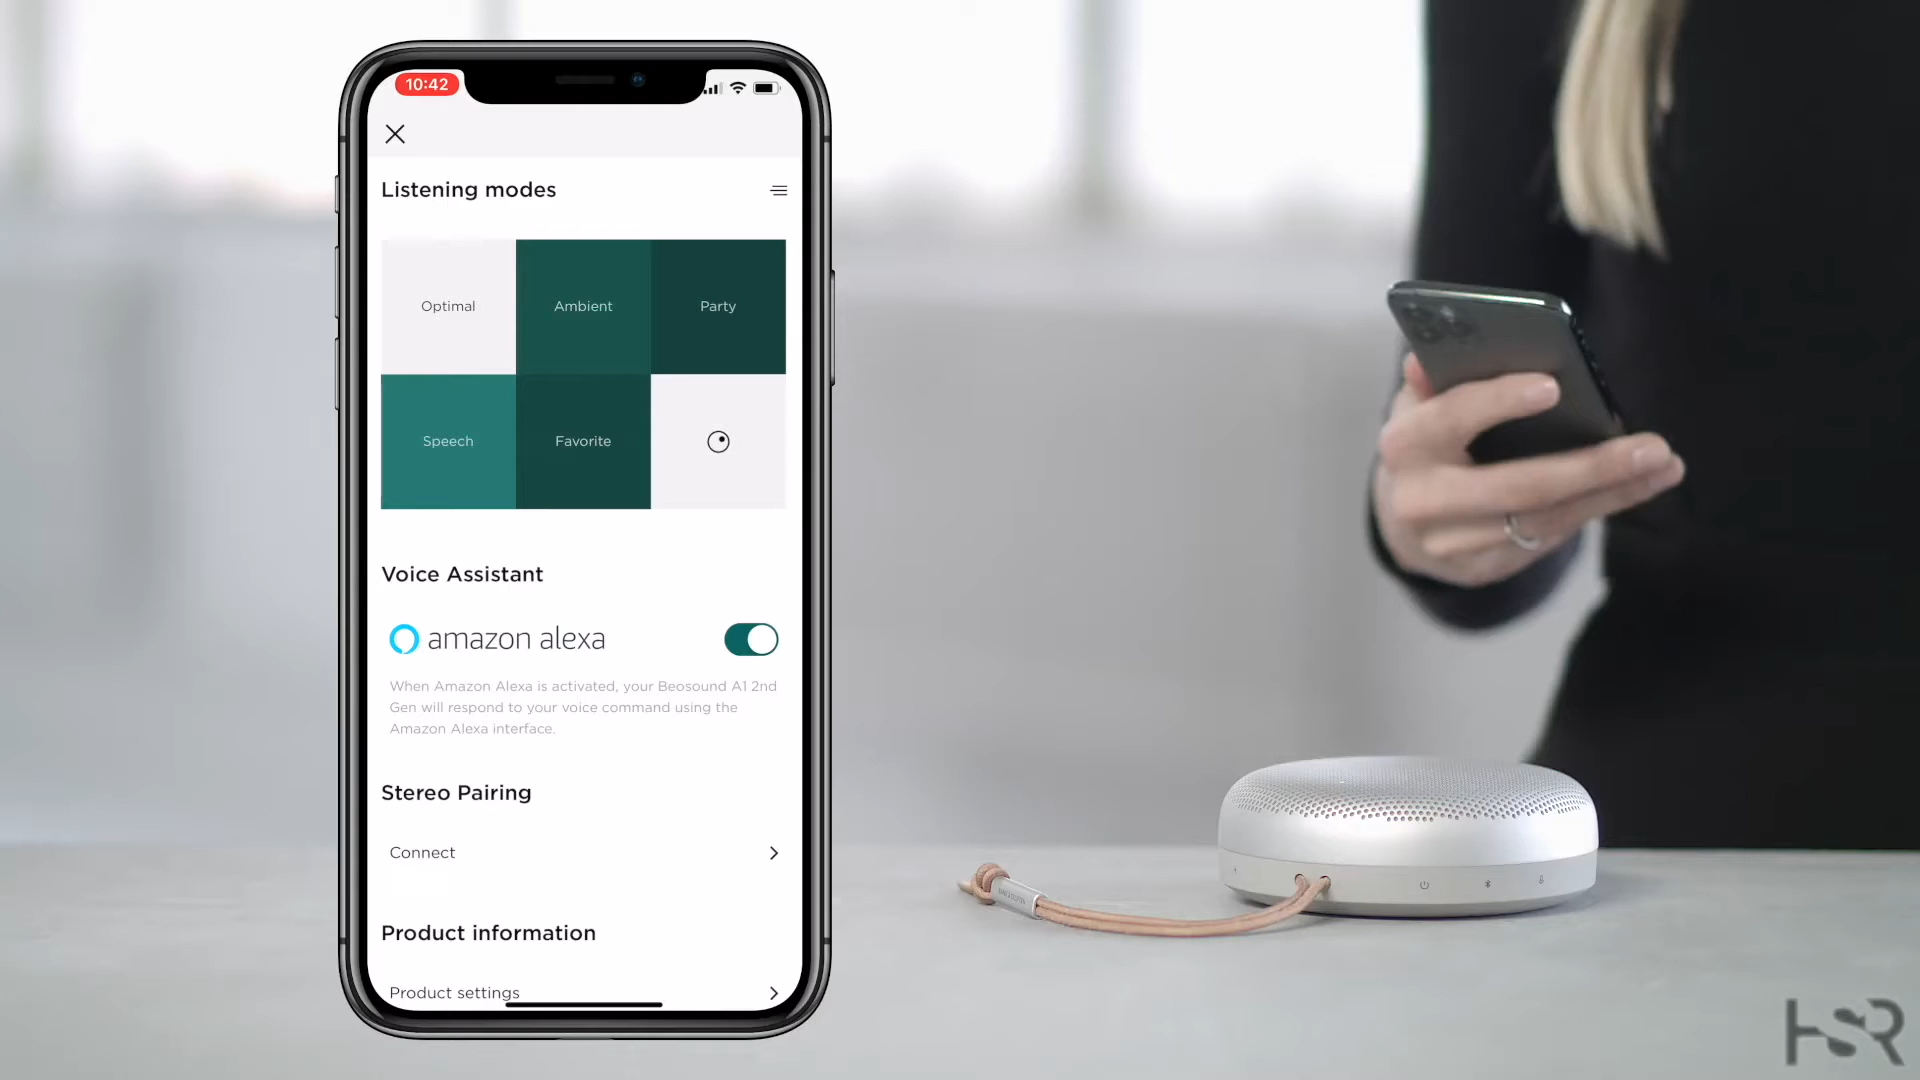 10:42
Listening modes
Optimal
Ambient
Party
Speech
Favorite
Voice Assistant
amazon alexa
When Amazon Alexa is activated, your Beosound A1 2nd
Gen will respond to your voice command using the
Amazon Alexa interface.
Stereo Pairing
Connect
Product information
Product settings
HSR